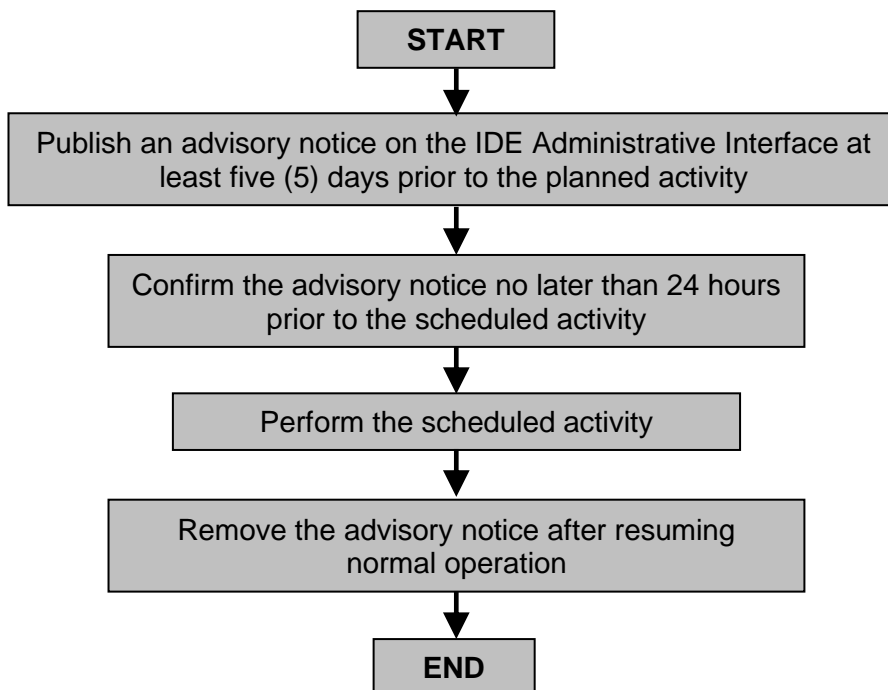 START
Publish an advisory notice on the IDE Administrative Interface at
least five (5) days prior to the planned activity
Confirm the advisory notice no later than 24 hours
prior to the scheduled activity
Perform the scheduled activity
Remove the advisory notice after resuming
normal operation
END